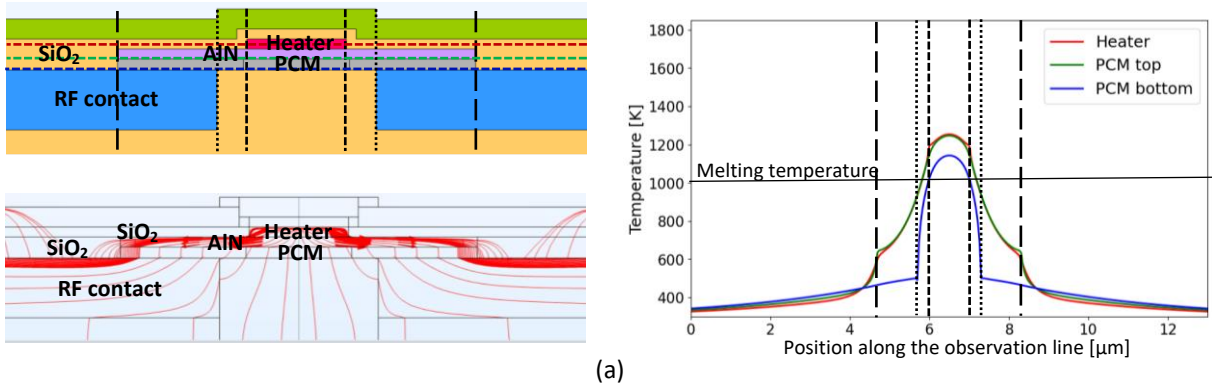 SiO2
AlN
Heater
PCM
RF contact
SiO2
SiO2
AlN
Heater
PCM
RF contact
Temperature [K]
1800
1600
1400
1200
1000
800
600
400
Heater
PCM top
PCM bottom
Melting temperature
0
2
4
6
8
10
12
Position along the observation line [µm]
(a)